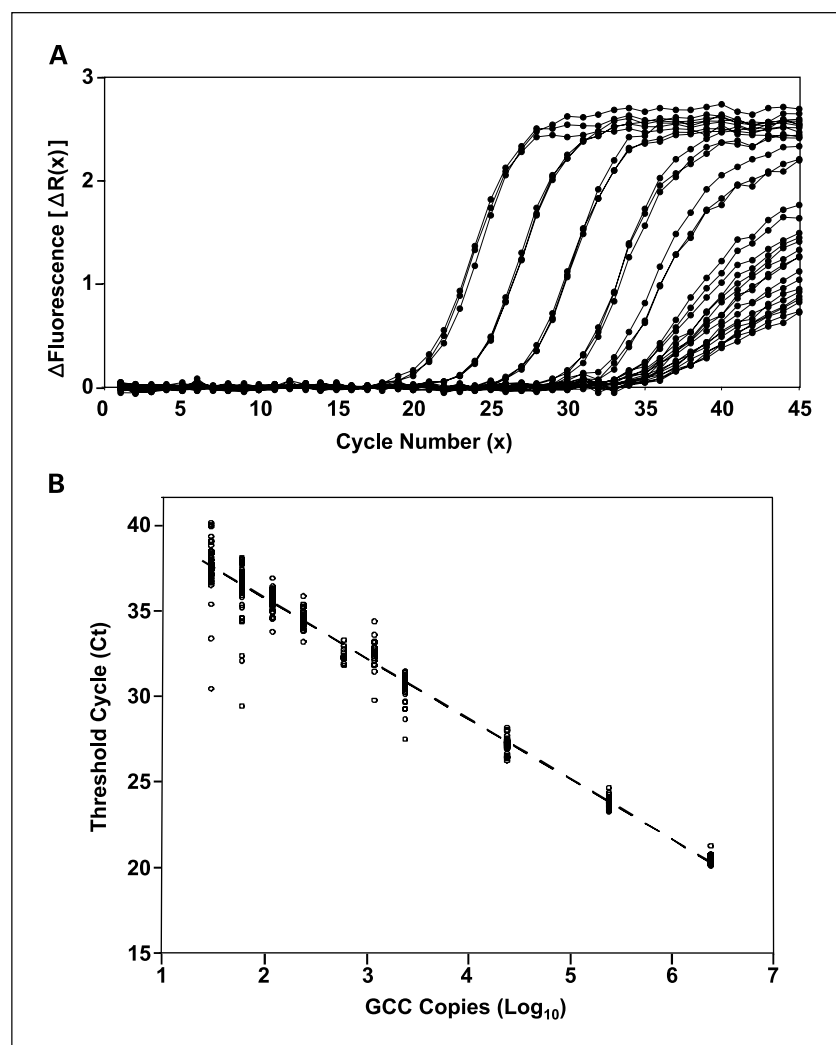 A
3
2
1
0
ΔFluorescence [ ΔR(x) ]
0 5 10 15 20 25 30 35 40 45
Cycle Number (x)
B
40
35
30
25
20
15
Threshold Cycle (Ct)
1 2 3 4 5 6 7
GCC Copies (Log₁₀)